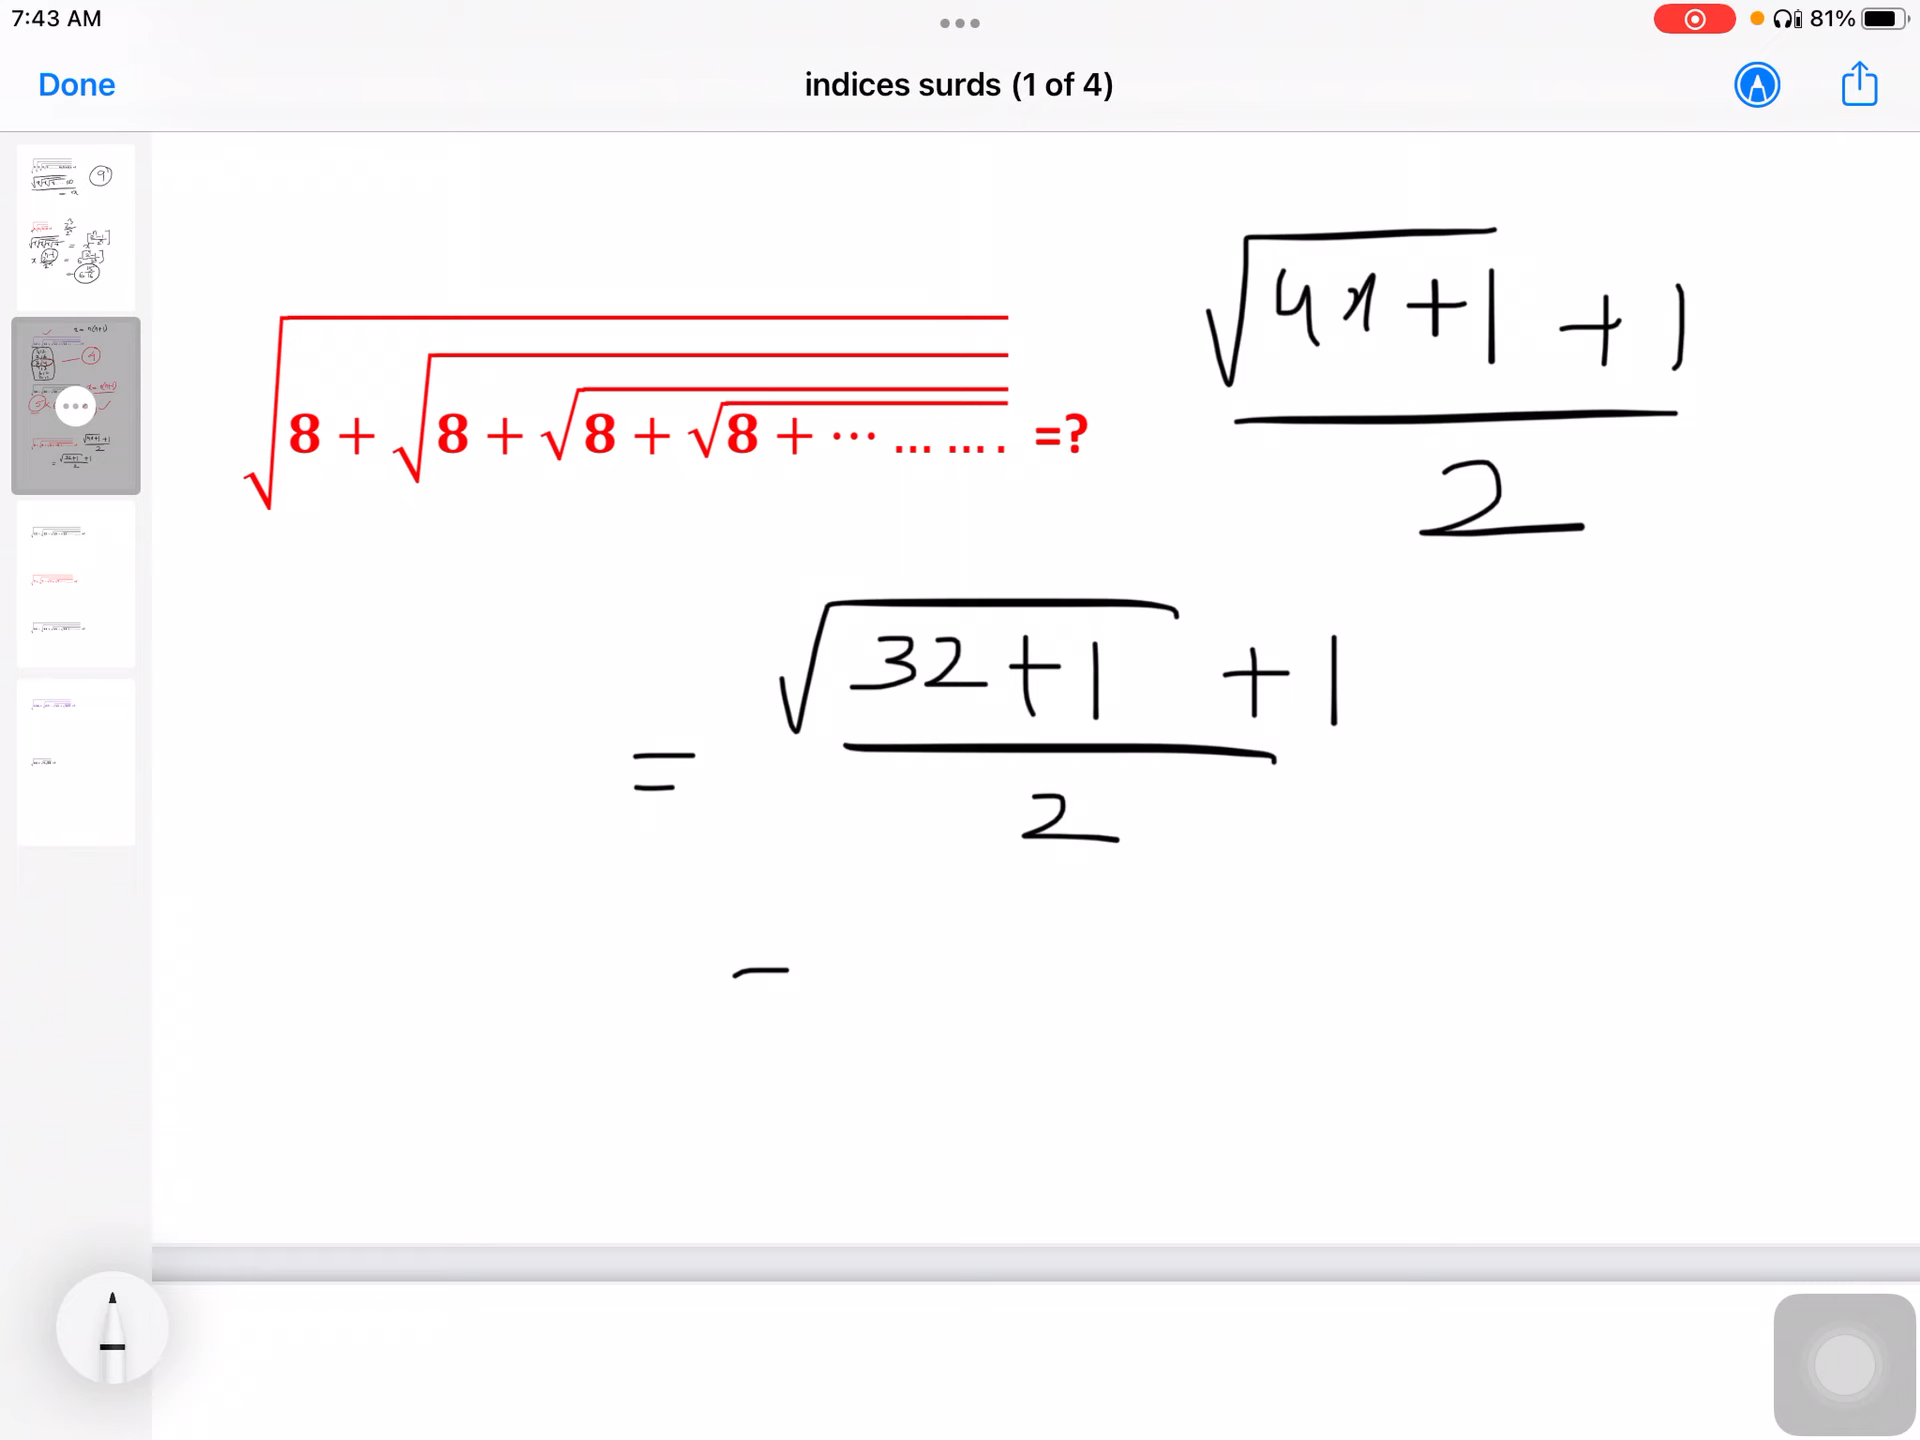 7:43 AM
81%
Done
indices surds (1 of 4)
√(8 + √(8 + √(8 + √(8 + ⋯ … … . =?
√(4x+1) + 1
2
= √(32+1) + 1
2
–